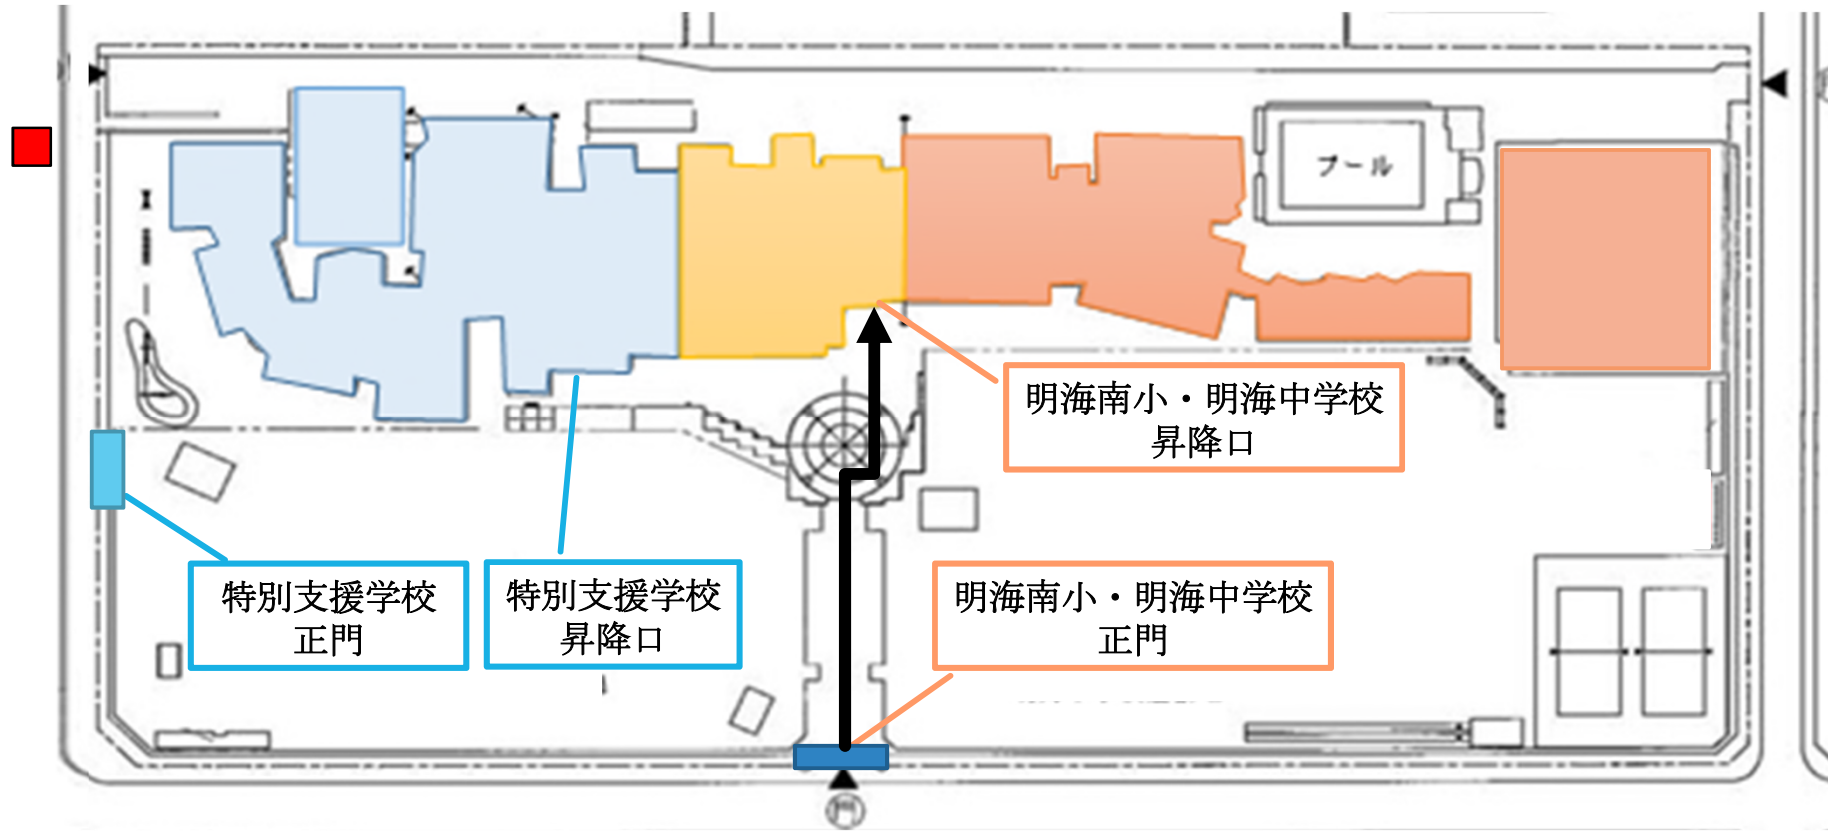 プール
明海南小・明海中学校
昇降口
特別支援学校
正門
特別支援学校
昇降口
明海南小・明海中学校
正門
門